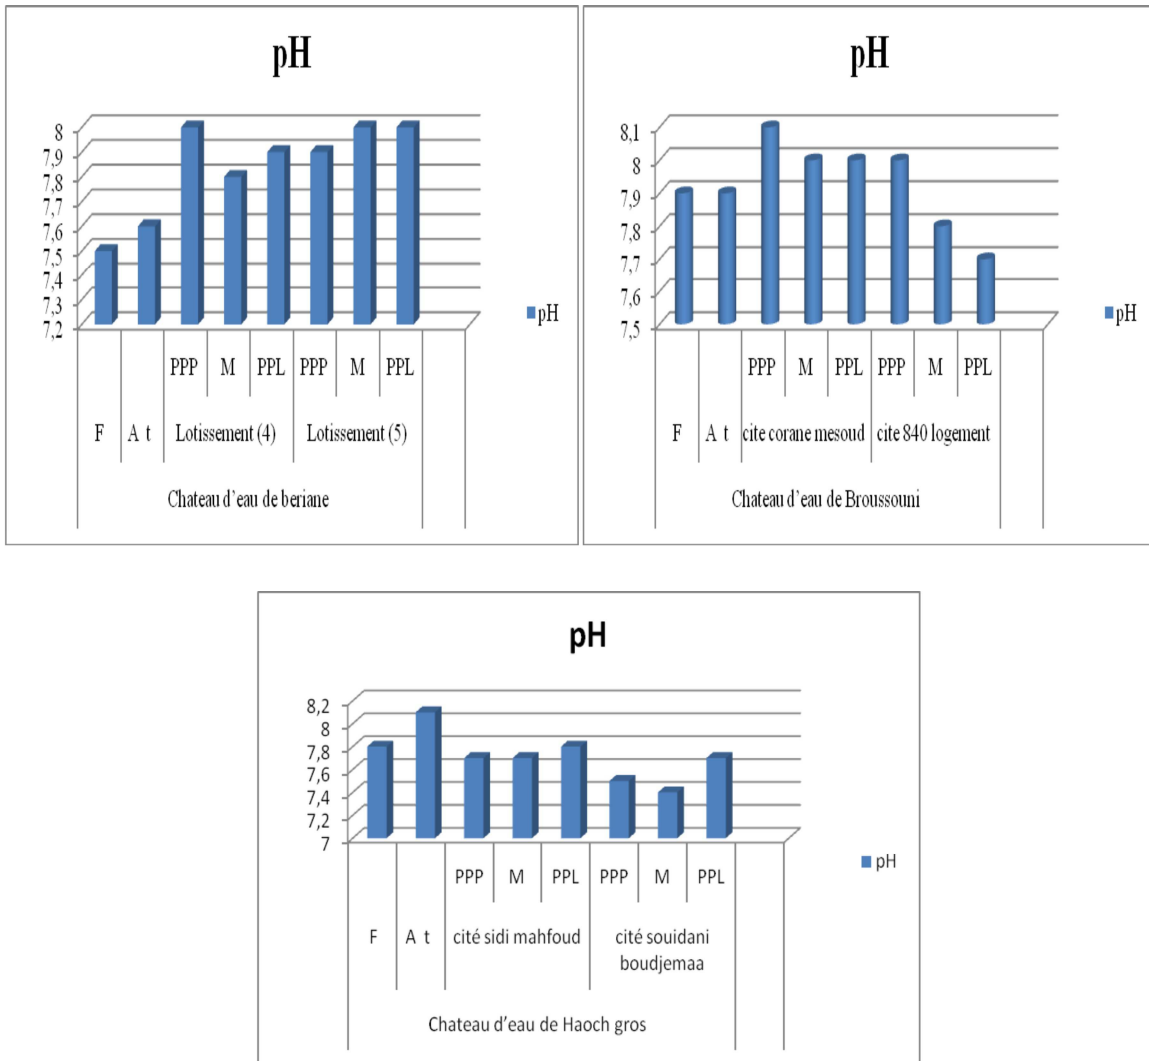 pH
8
7,9
7,8
7,7
7,6
7,5
7,4
7,3
7,2
pH
PPP M PPL PPP M PPL
F A t Lotissement (4) Lotissement (5)
Chateau d'eau de beriane
pH
8,1
8
7,9
7,8
7,7
7,6
7,5
pH
PPP M PPL PPP M PPL
F A t cite corane mesoud cite 840 logement
Chateau d'eau de Broussouni
pH
8,2
8
7,8
7,6
7,4
7,2
7
pH
PPP M PPL PPP M PPL
F A t cité sidi mahfoud cité souidani
boudjemaa
Chateau d'eau de Haoch gros